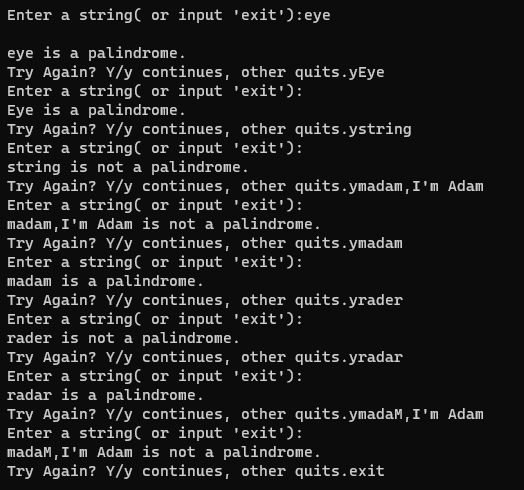 Enter a string( or input 'exit'):eye
eye is a palindrome.
Try Again? Y/y continues, other quits.yEye
Enter a string( or input 'exit'):
Eye is a palindrome.
Try Again? Y/y continues, other quits.ystring
Enter a string( or input 'exit'):
string is not a palindrome.
Try Again? Y/y continues, other quits.ymadam,I'm Adam
Enter a string( or input 'exit'):
madam,I'm Adam is not a palindrome.
Try Again? Y/y continues, other quits.ymadam
Enter a string( or input 'exit'):
madam is a palindrome.
Try Again? Y/y continues, other quits.yrader
Enter a string( or input 'exit'):
rader is not a palindrome.
Try Again? Y/y continues, other quits.yradar
Enter a string( or input 'exit'):
radar is a palindrome.
Try Again? Y/y continues, other quits.ymadaM,I'm Adam
Enter a string( or input 'exit'):
madaM,I'm Adam is not a palindrome.
Try Again? Y/y continues, other quits.exit